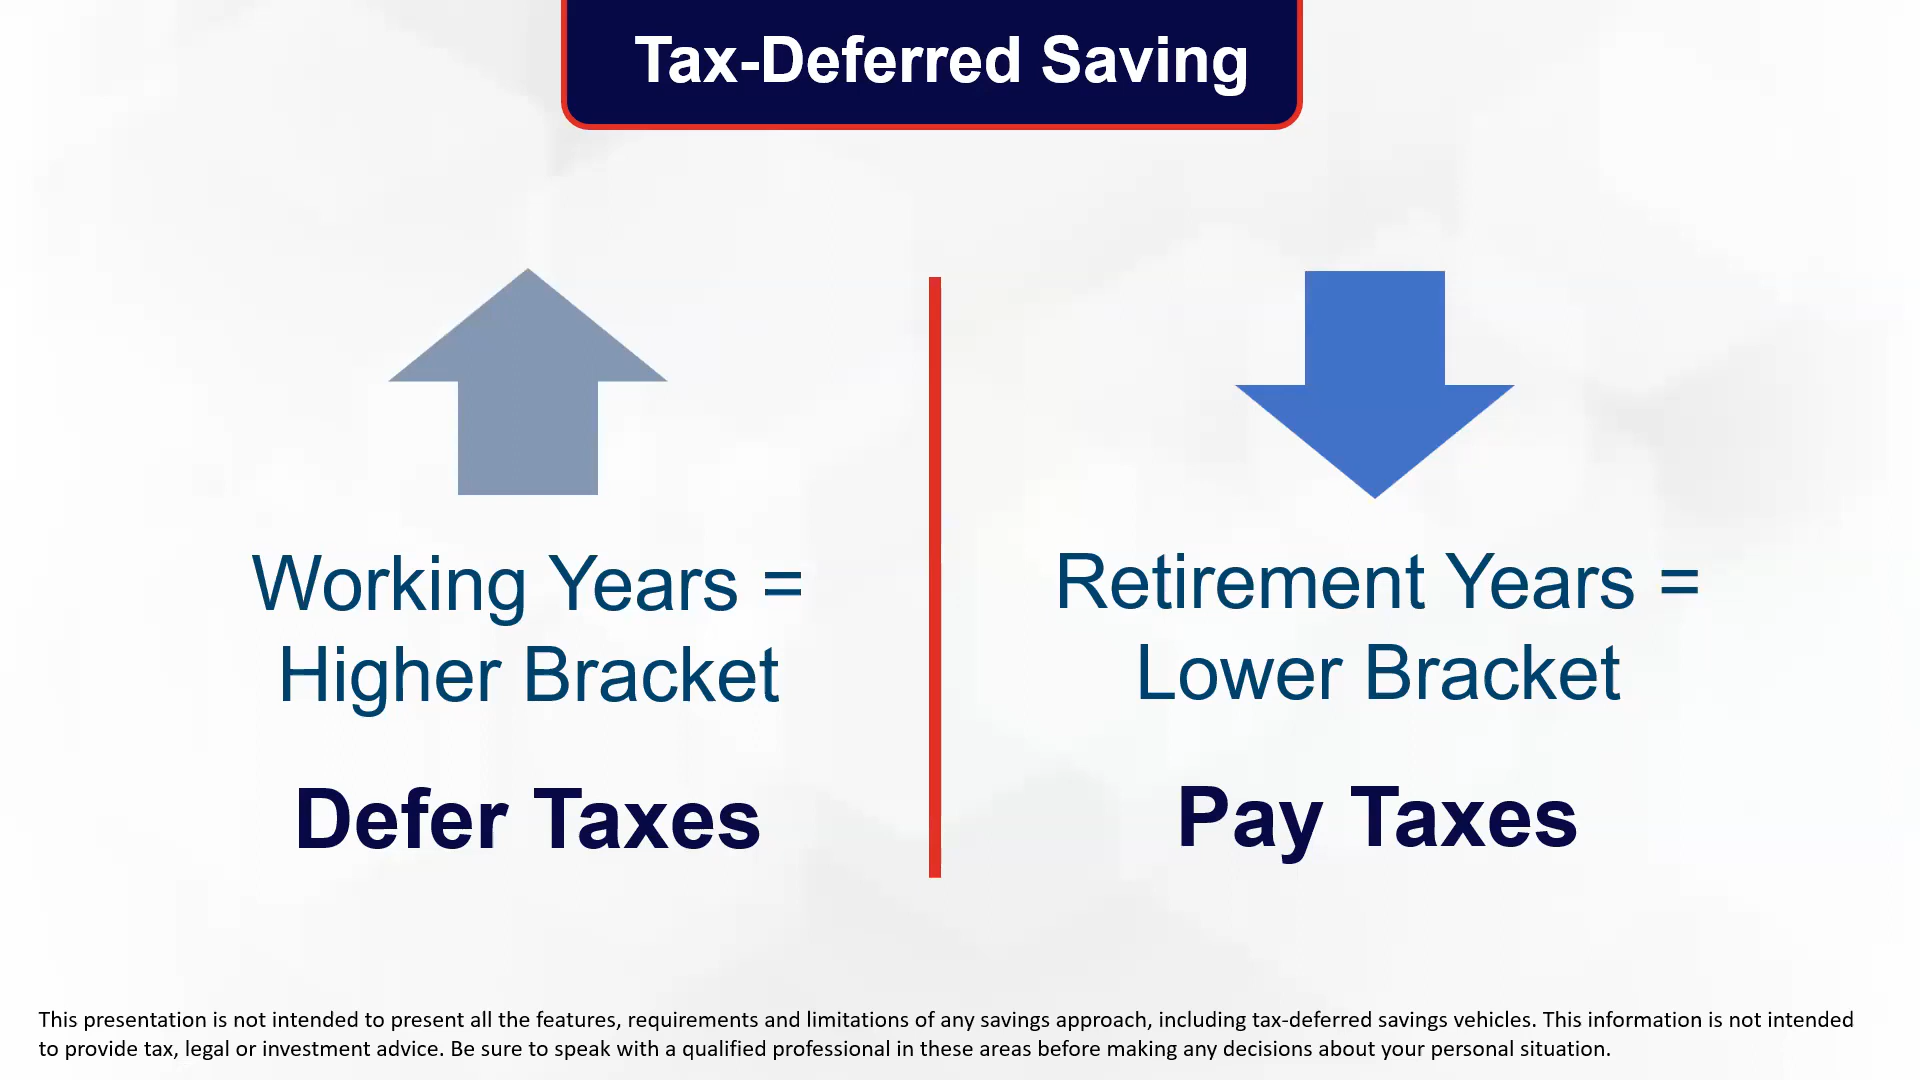 Tax-Deferred Saving
Working Years =
Higher Bracket
Defer Taxes
Retirement Years =
Lower Bracket
Pay Taxes
This presentation is not intended to present all the features, requirements and limitations of any savings approach, including tax-deferred savings vehicles. This information is not intended
to provide tax, legal or investment advice. Be sure to speak with a qualified professional in these areas before making any decisions about your personal situation.